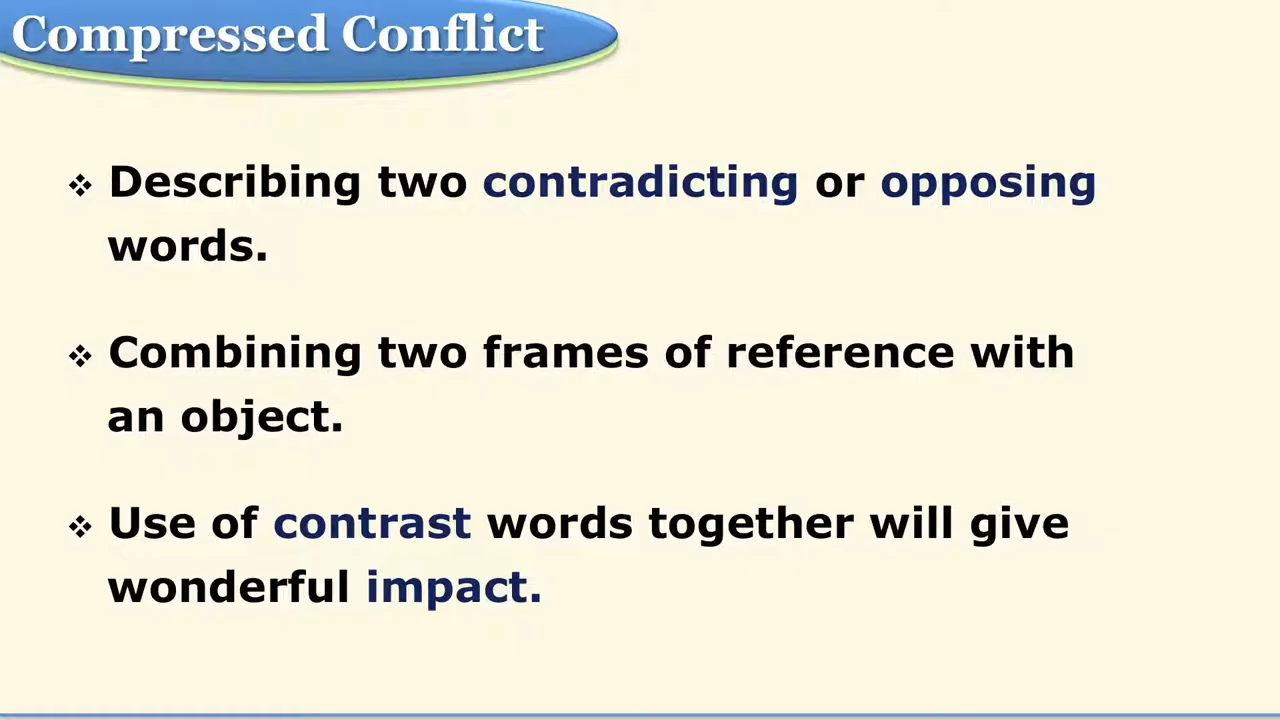 Compressed Conflict
❖ Describing two contradicting or opposing
words.
❖ Combining two frames of reference with
an object.
❖ Use of contrast words together will give
wonderful impact.